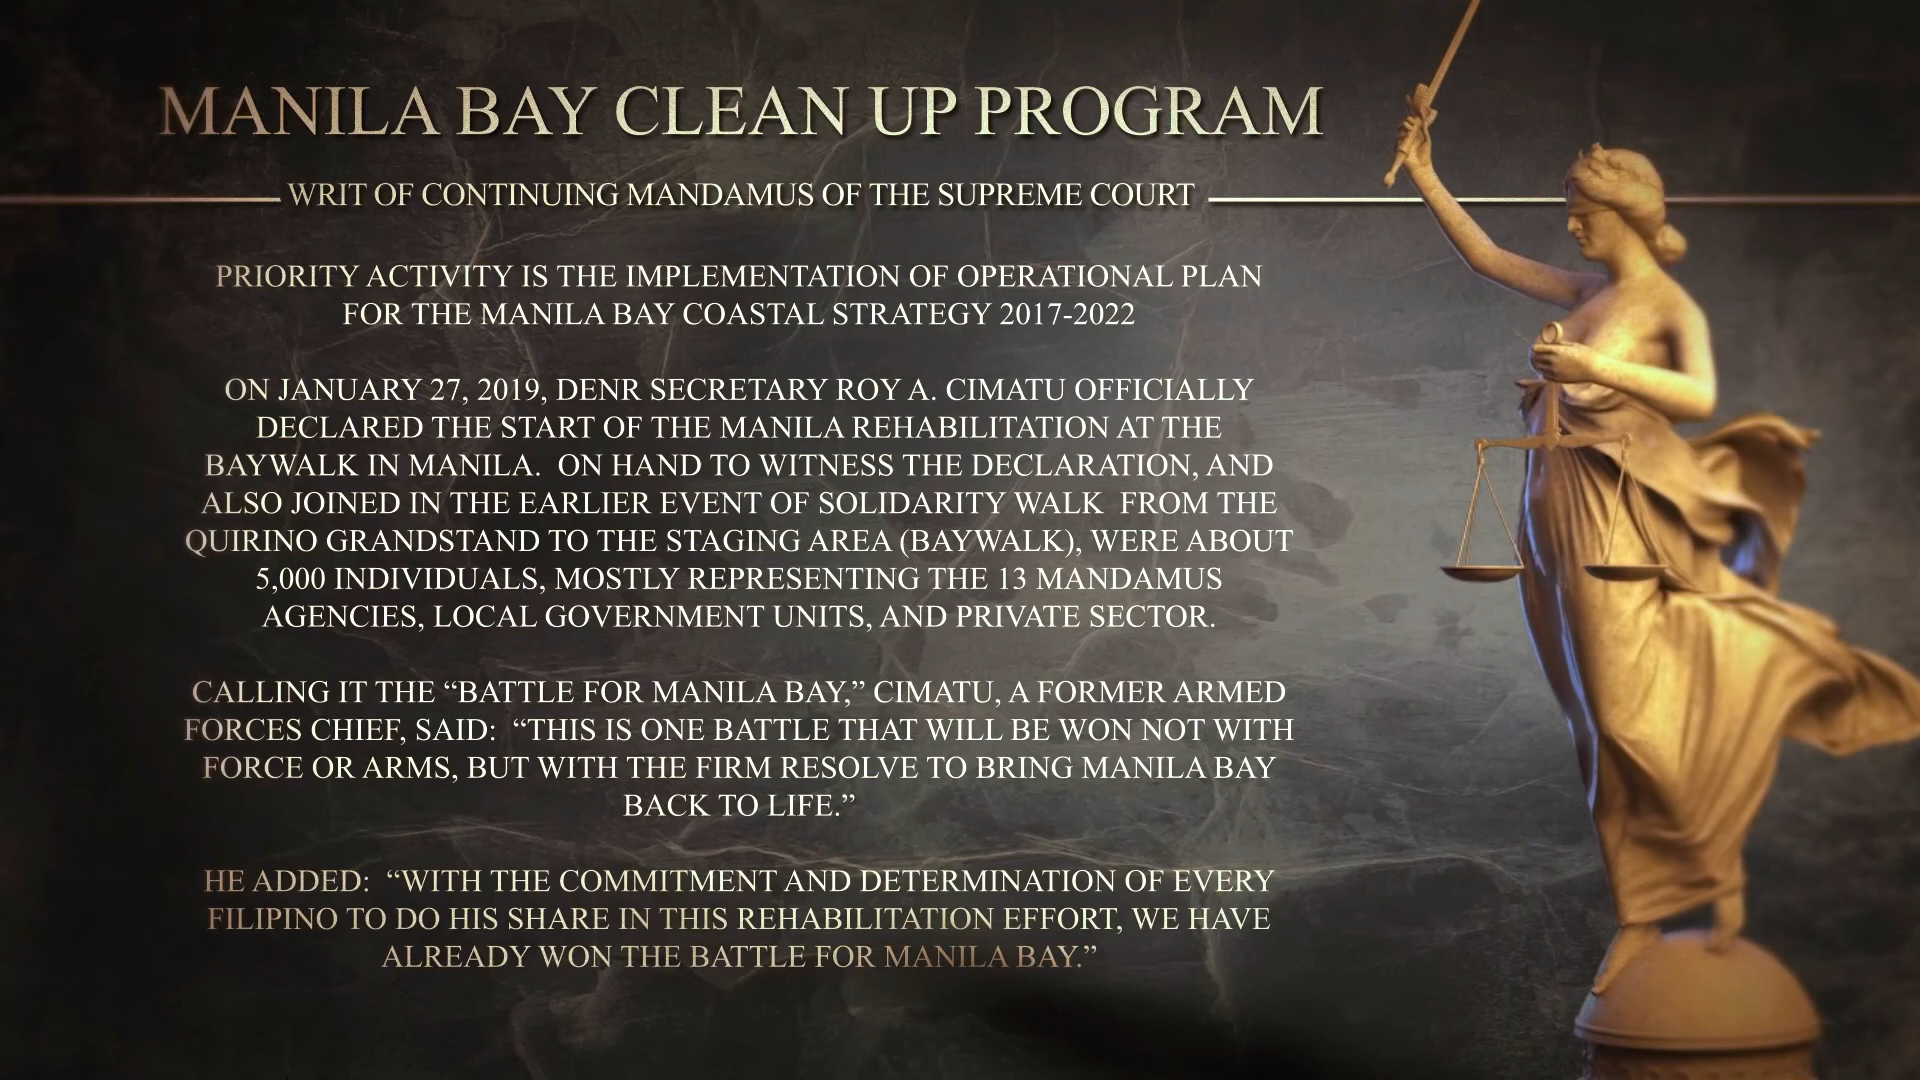 MANILA BAY CLEAN UP PROGRAM
WRIT OF CONTINUING MANDAMUS OF THE SUPREME COURT
PRIORITY ACTIVITY IS THE IMPLEMENTATION OF OPERATIONAL PLAN
FOR THE MANILA BAY COASTAL STRATEGY 2017-2022
ON JANUARY 27, 2019, DENR SECRETARY ROY A. CIMATU OFFICIALLY
DECLARED THE START OF THE MANILA REHABILITATION AT THE
BAYWALK IN MANILA.  ON HAND TO WITNESS THE DECLARATION, AND
ALSO JOINED IN THE EARLIER EVENT OF SOLIDARITY WALK  FROM THE
QUIRINO GRANDSTAND TO THE STAGING AREA (BAYWALK), WERE ABOUT
5,000 INDIVIDUALS, MOSTLY REPRESENTING THE 13 MANDAMUS
AGENCIES, LOCAL GOVERNMENT UNITS, AND PRIVATE SECTOR.
CALLING IT THE “BATTLE FOR MANILA BAY,” CIMATU, A FORMER ARMED
FORCES CHIEF, SAID:  “THIS IS ONE BATTLE THAT WILL BE WON NOT WITH
FORCE OR ARMS, BUT WITH THE FIRM RESOLVE TO BRING MANILA BAY
BACK TO LIFE.”
HE ADDED:  “WITH THE COMMITMENT AND DETERMINATION OF EVERY
FILIPINO TO DO HIS SHARE IN THIS REHABILITATION EFFORT, WE HAVE
ALREADY WON THE BATTLE FOR MANILA BAY.”